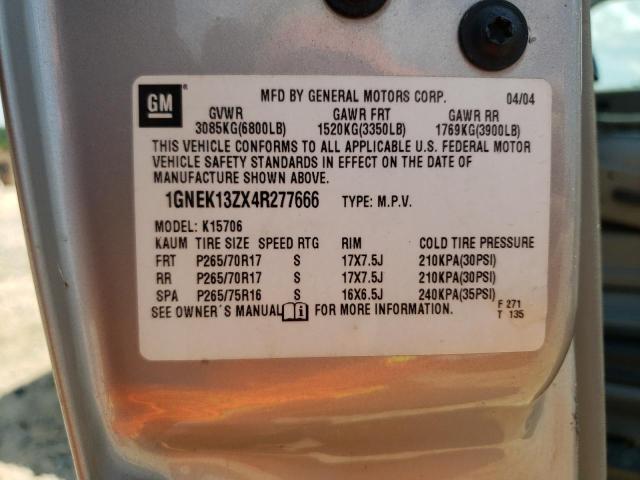 GM MFD BY GENERAL MOTORS CORP. 04/04
GVWR GAWR FRT GAWR RR
3085KG(6800LB) 1520KG(3350LB) 1769KG(3900LB)
THIS VEHICLE CONFORMS TO ALL APPLICABLE U.S. FEDERAL MOTOR
VEHICLE SAFETY STANDARDS IN EFFECT ON THE DATE OF
MANUFACTURE SHOWN ABOVE.
1GNEK13ZX4R277666 TYPE: M.P.V.
MODEL: K15706
KAUM TIRE SIZE SPEED RTG RIM COLD TIRE PRESSURE
FRT P265/70R17 S 17X7.5J 210KPA(30PSI)
RR P265/70R17 S 17X7.5J 210KPA(30PSI)
SPA P265/75R16 S 16X6.5J 240KPA(35PSI)
SEE OWNER'S MANUAL FOR MORE INFORMATION. F 271
T 135